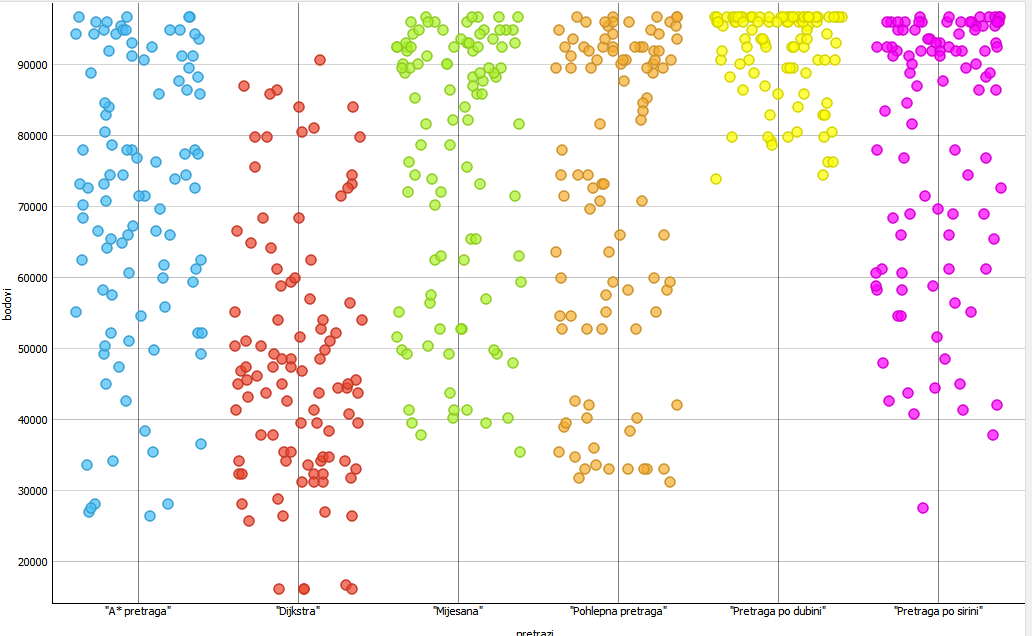 90000
80000
70000
60000
50000
40000
30000
20000
bodovi
"A* pretraga" "Dijkstra" "Mijesana" "Pohlepna pretraga" "Pretraga po dubini" "Pretraga po sirini"
pretrazi